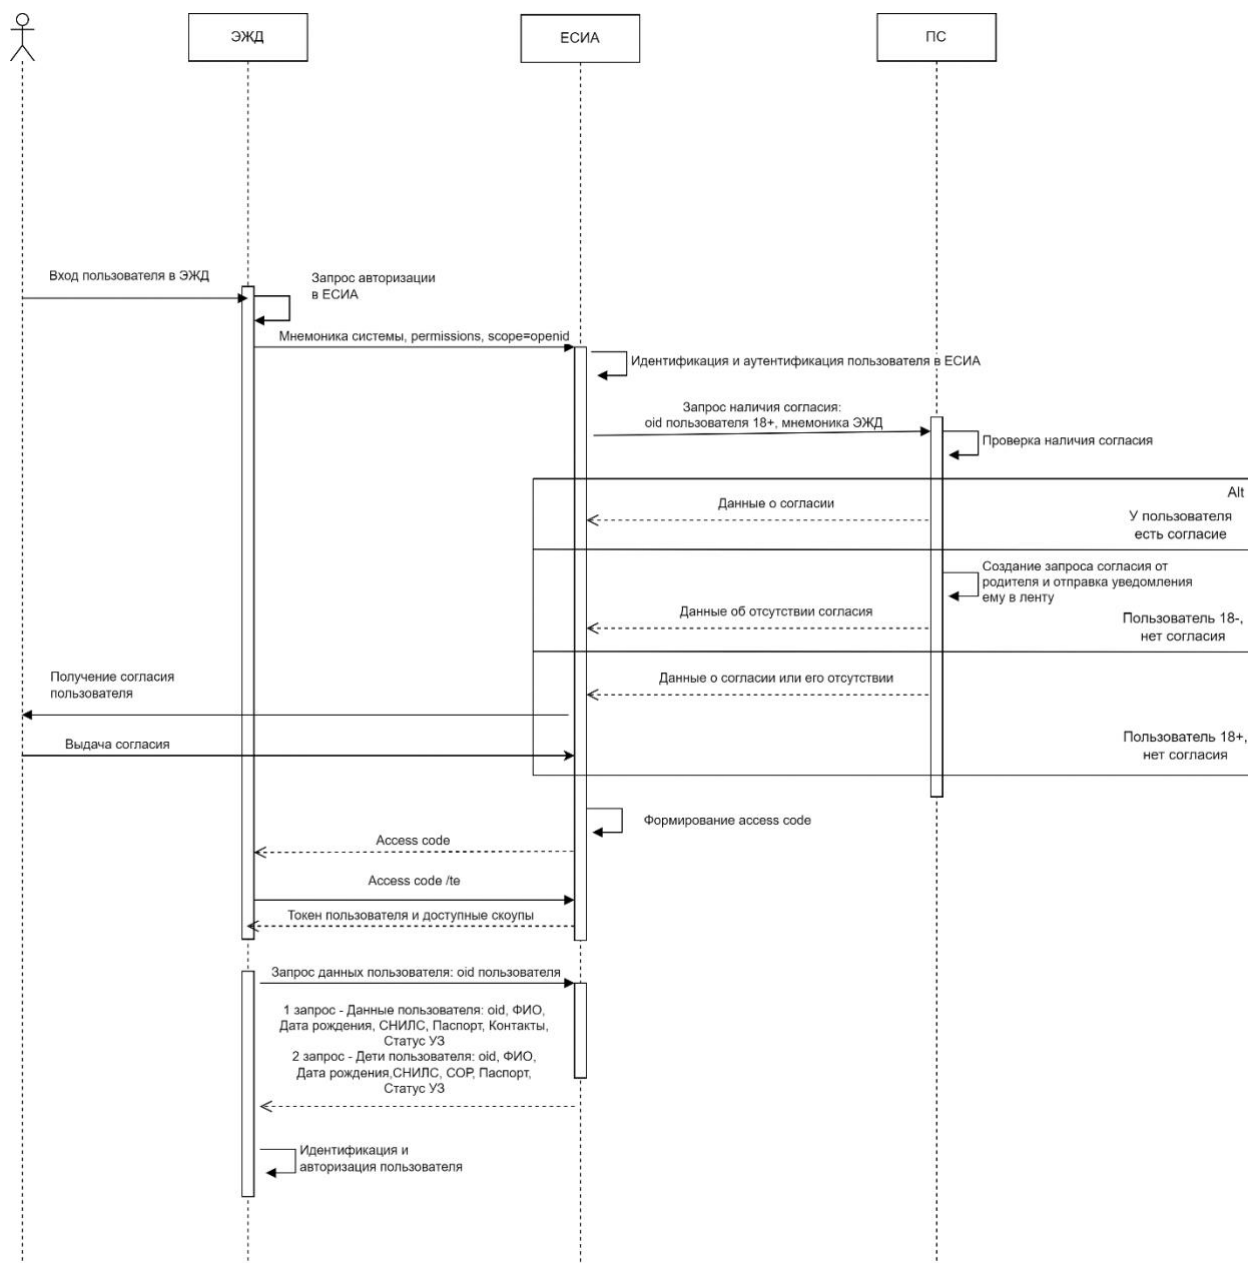 ЭЖД
ЕСИА
ПС
Вход пользователя в ЭЖД
Запрос авторизации
в ЕСИА
Мнемоника системы, permissions, scope=openid
Идентификация и аутентификация пользователя в ЕСИА
Запрос наличия согласия:
oid пользователя 18+, мнемоника ЭЖД
Проверка наличия согласия
Alt
Данные о согласии
У пользователя
есть согласие
Создание запроса согласия от
родителя и отправка уведомления
ему в ленту
Данные об отсутствии согласия
Пользователь 18-,
нет согласия
Данные о согласии или его отсутствии
Получение согласия
пользователя
Выдача согласия
Пользователь 18+,
нет согласия
Формирование access code
Access code
Access code /te
Токен пользователя и доступные скоупы
Запрос данных пользователя: oid пользователя
1 запрос - Данные пользователя: oid, ФИО,
Дата рождения, СНИЛС, Паспорт, Контакты,
Статус УЗ
2 запрос - Дети пользователя: oid, ФИО,
Дата рождения,СНИЛС, СОР, Паспорт,
Статус УЗ
Идентификация и
авторизация пользователя